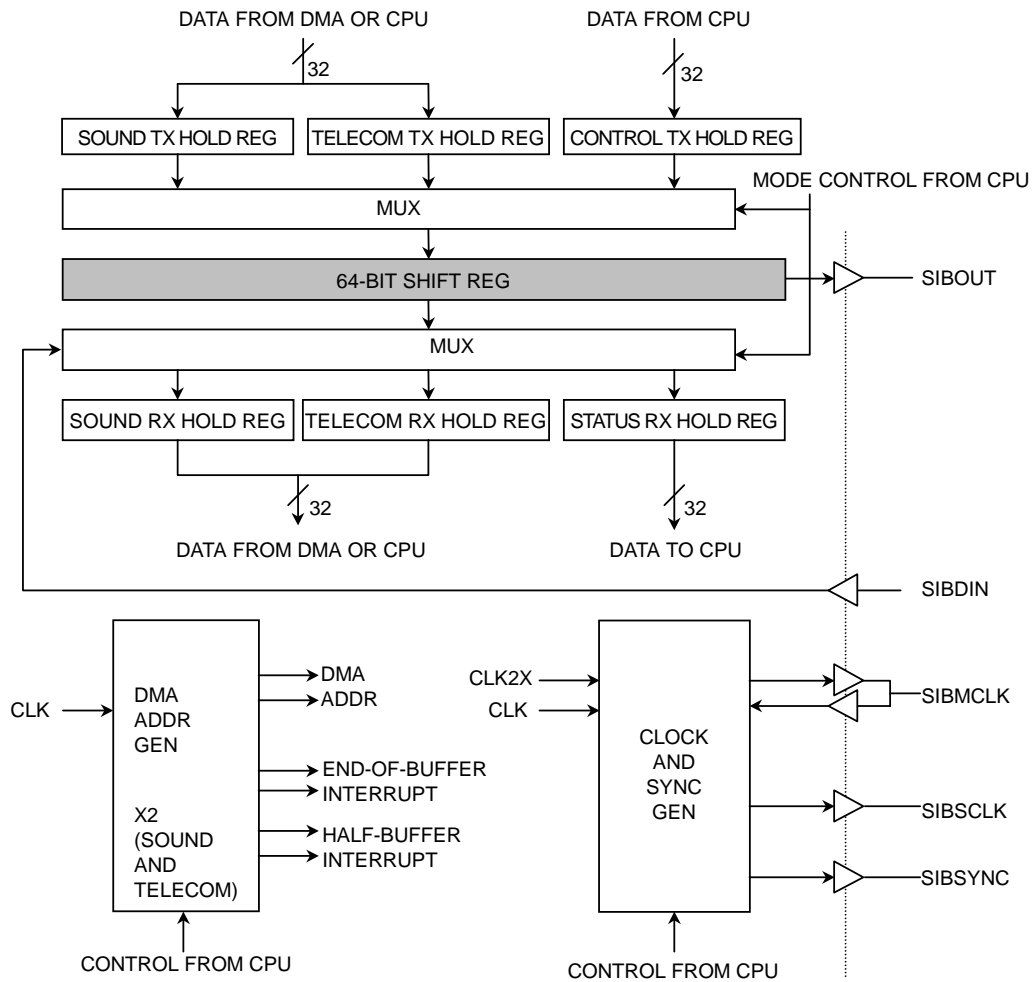 DATA FROM DMA OR CPU
DATA FROM CPU
32
32
SOUND TX HOLD REG
TELECOM TX HOLD REG
CONTROL TX HOLD REG
MODE CONTROL FROM CPU
MUX
64-BIT SHIFT REG
SIBOUT
MUX
SOUND RX HOLD REG
TELECOM RX HOLD REG
STATUS RX HOLD REG
32
32
DATA FROM DMA OR CPU
DATA TO CPU
SIBDIN
CLK
DMA
ADDR
GEN
X2
(SOUND
AND
TELECOM)
DMA
ADDR
END-OF-BUFFER
INTERRUPT
HALF-BUFFER
INTERRUPT
CONTROL FROM CPU
CLK2X
CLK
CLOCK
AND
SYNC
GEN
SIBMCLK
SIBSCLK
SIBSYNC
CONTROL FROM CPU